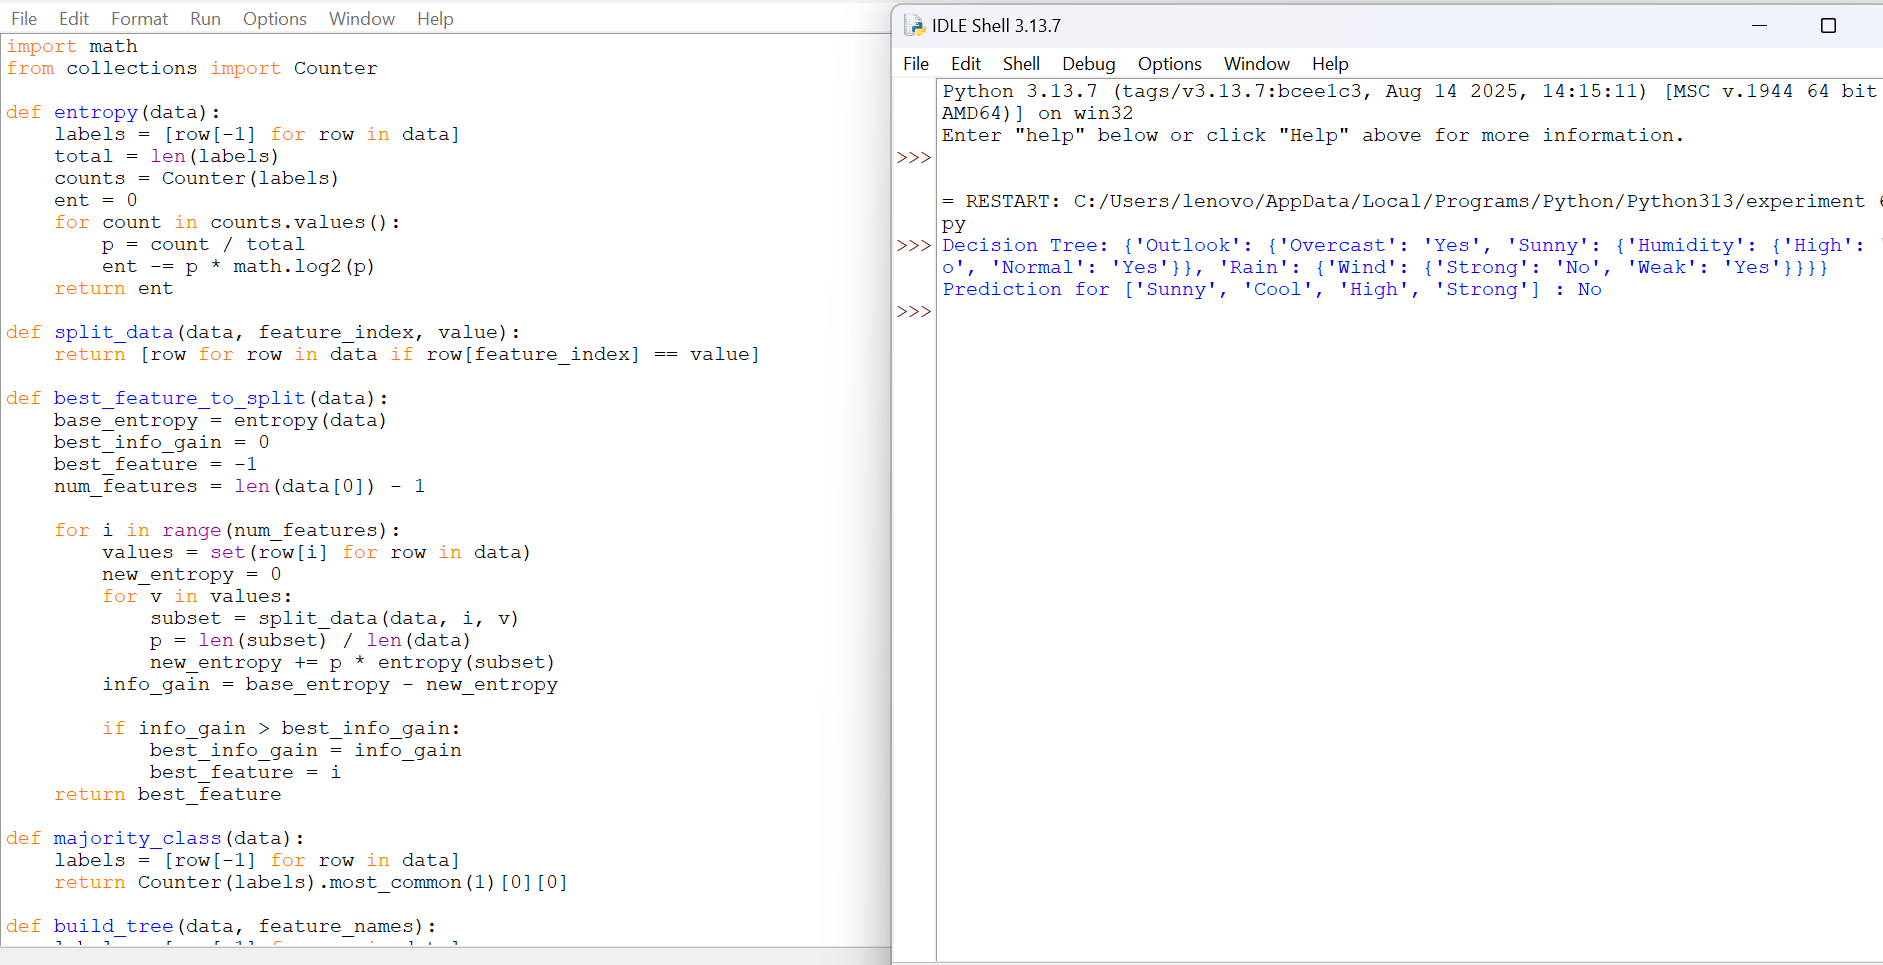 File Edit Format Run Options Window Help
import math
from collections import Counter
def entropy(data):
    labels = [row[-1] for row in data]
    total = len(labels)
    counts = Counter(labels)
    ent = 0
    for count in counts.values():
        p = count / total
        ent -= p * math.log2(p)
    return ent
def split_data(data, feature_index, value):
    return [row for row in data if row[feature_index] == value]
def best_feature_to_split(data):
    base_entropy = entropy(data)
    best_info_gain = 0
    best_feature = -1
    num_features = len(data[0]) - 1
    for i in range(num_features):
        values = set(row[i] for row in data)
        new_entropy = 0
        for v in values:
            subset = split_data(data, i, v)
            p = len(subset) / len(data)
            new_entropy += p * entropy(subset)
        info_gain = base_entropy - new_entropy
        if info_gain > best_info_gain:
            best_info_gain = info_gain
            best_feature = i
    return best_feature
def majority_class(data):
    labels = [row[-1] for row in data]
    return Counter(labels).most_common(1)[0][0]
def build_tree(data, feature_names):
IDLE Shell 3.13.7
File Edit Shell Debug Options Window Help
Python 3.13.7 (tags/v3.13.7:bcee1c3, Aug 14 2025, 14:15:11) [MSC v.1944 64 bit
AMD64)] on win32
Enter "help" below or click "Help" above for more information.
>>>
= RESTART: C:/Users/lenovo/AppData/Local/Programs/Python/Python313/experiment
py
>>> Decision Tree: {'Outlook': {'Overcast': 'Yes', 'Sunny': {'Humidity': {'High': '
o', 'Normal': 'Yes'}}, 'Rain': {'Wind': {'Strong': 'No', 'Weak': 'Yes'}}}}
Prediction for ['Sunny', 'Cool', 'High', 'Strong'] : No
>>>